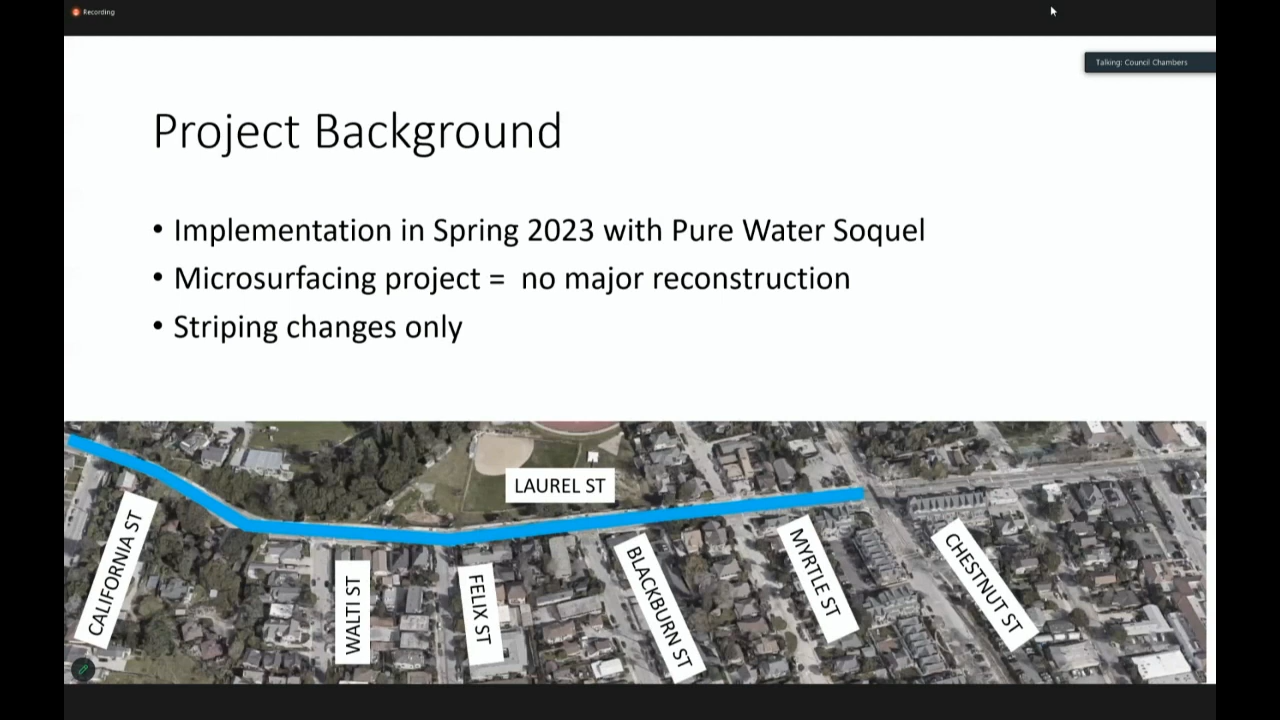 Recording
Talking: Council Chambers
Project Background
• Implementation in Spring 2023 with Pure Water Soquel
• Microsurfacing project = no major reconstruction
• Striping changes only
LAUREL ST
CALIFORNIA ST
WALTI ST
FELIX ST
BLACKBURN ST
MYRTLE ST
CHESTNUT ST